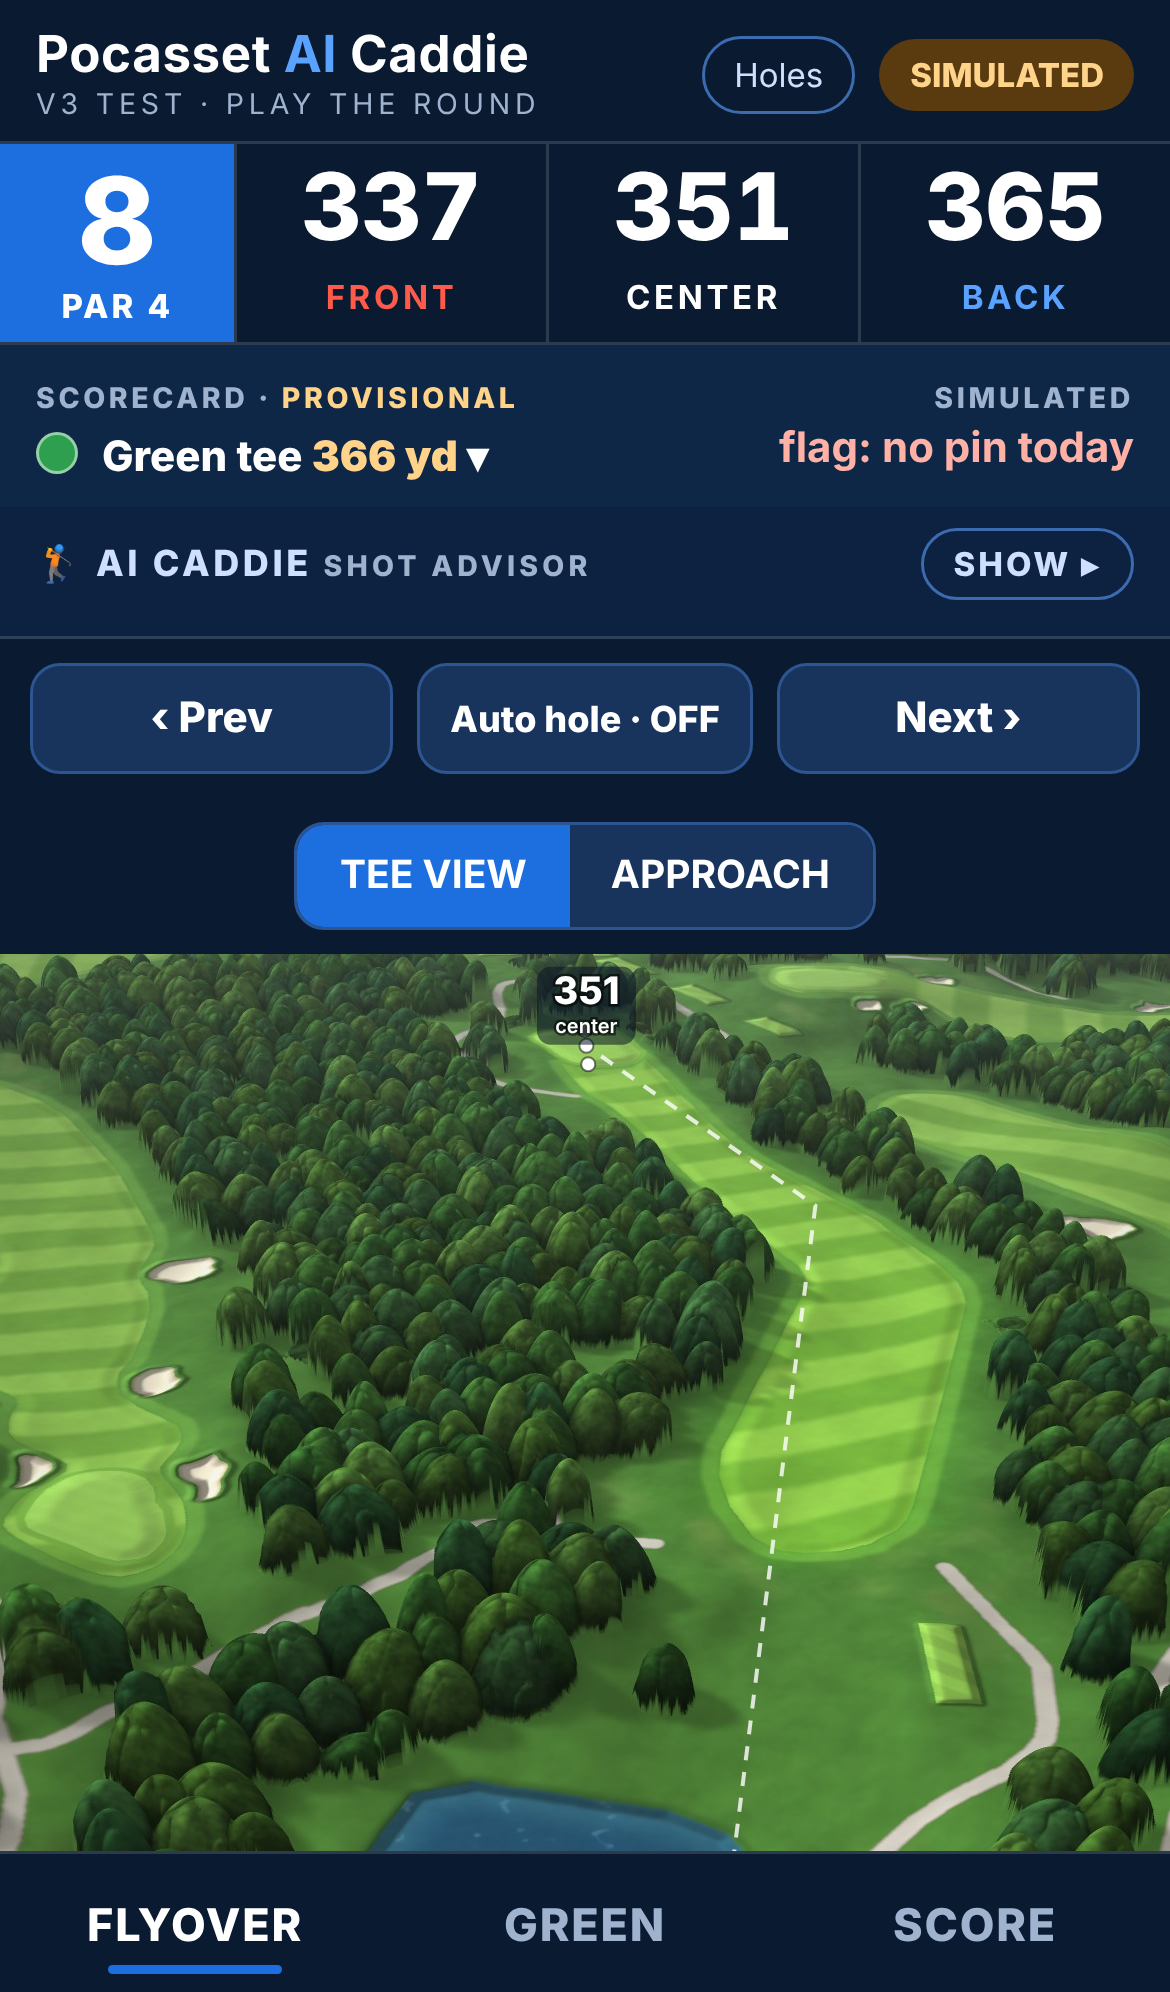 Pocasset AI Caddie
V3 TEST · PLAY THE ROUND
Holes
SIMULATED
8
PAR 4
337
FRONT
351
CENTER
365
BACK
SCORECARD · PROVISIONAL
Green tee 366 yd ▾
SIMULATED
flag: no pin today
AI CADDIE SHOT ADVISOR
SHOW ▸
‹ Prev
Auto hole · OFF
Next ›
TEE VIEW
APPROACH
351
center
FLYOVER
GREEN
SCORE